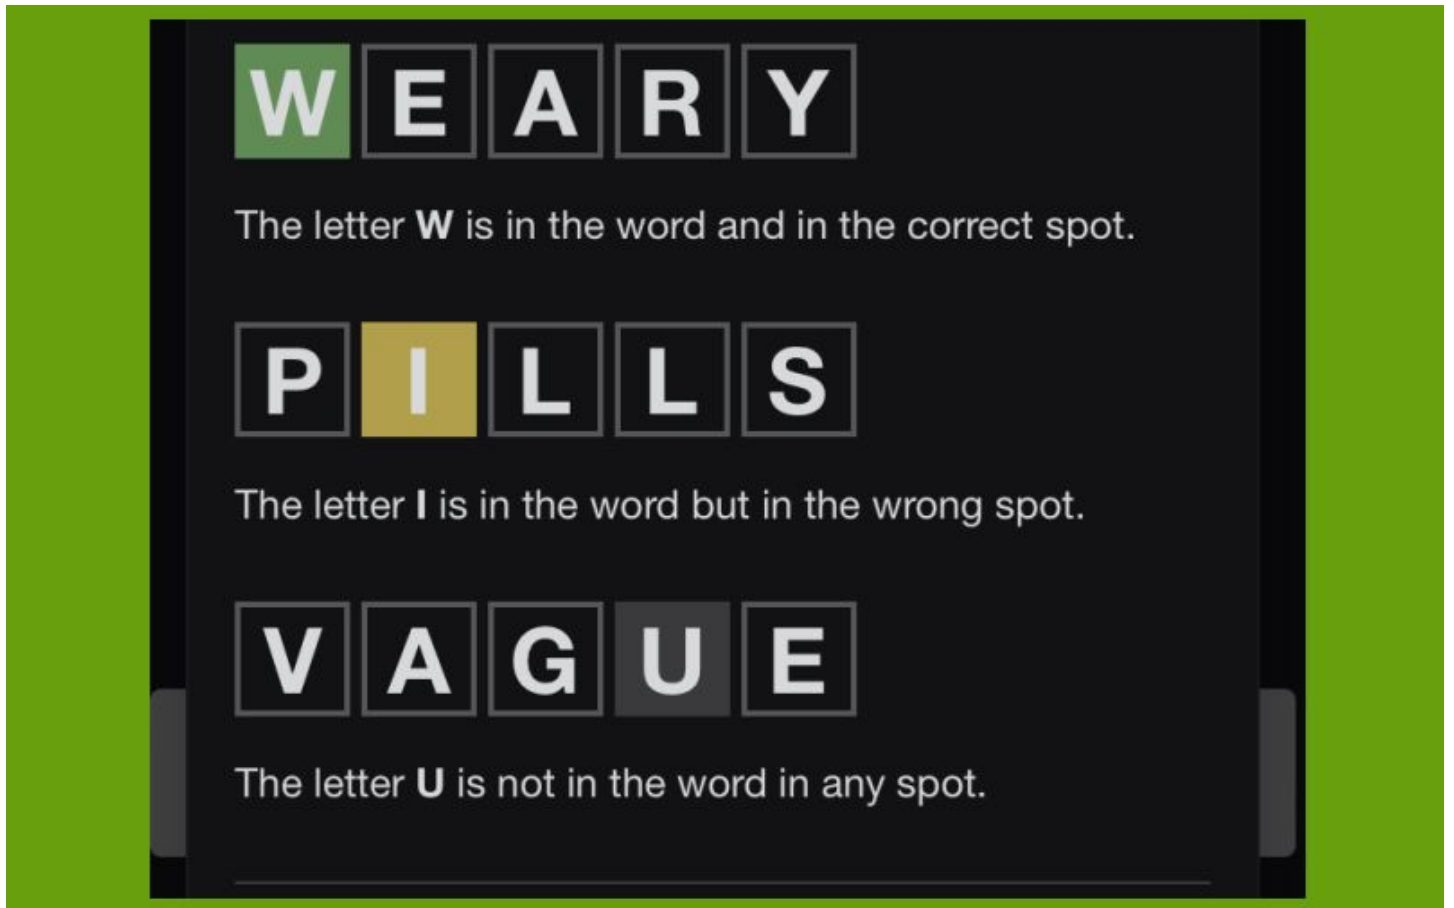 WEARY
The letter W is in the word and in the correct spot.
PILLS
The letter I is in the word but in the wrong spot.
VAGUE
The letter U is not in the word in any spot.